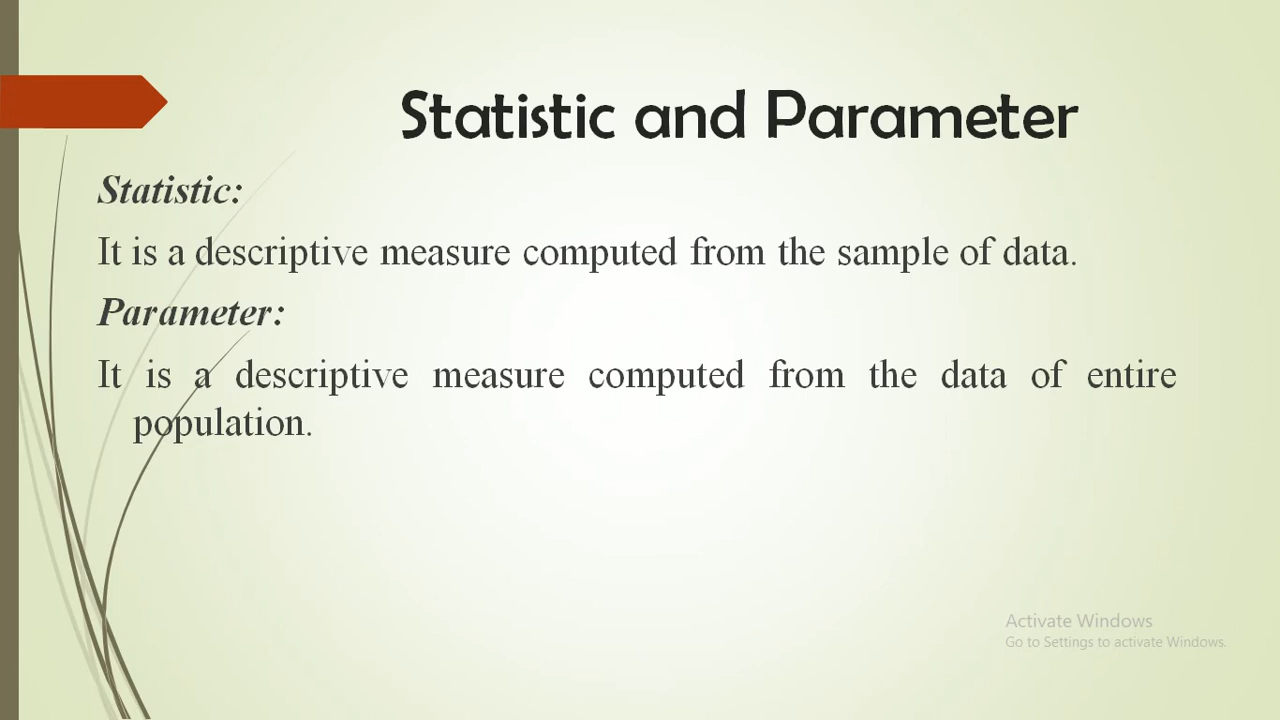 Statistic and Parameter
Statistic:
It is a descriptive measure computed from the sample of data.
Parameter:
It is a descriptive measure computed from the data of entire
population.
Activate Windows
Go to Settings to activate Windows.